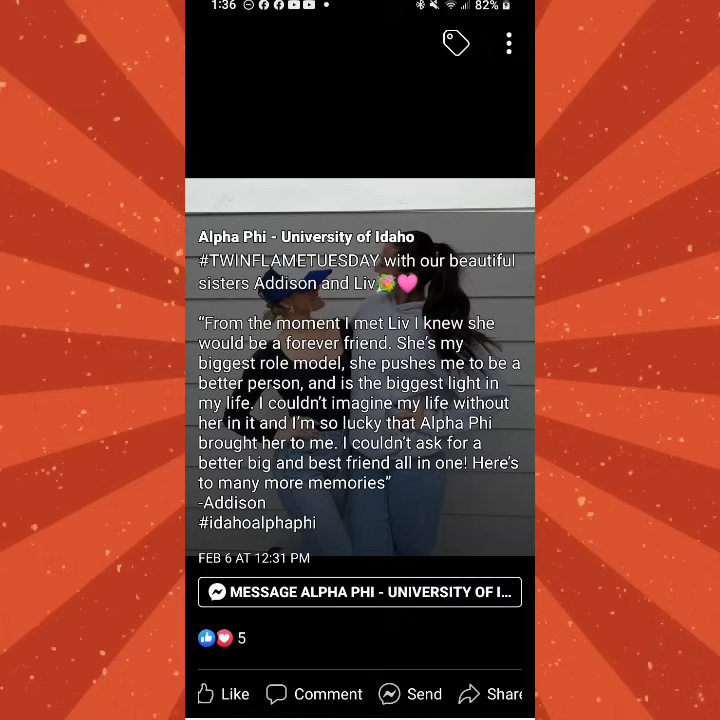 1:36
82%
Alpha Phi - University of Idaho
#TWINFLAMETUESDAY with our beautiful
sisters Addison and Liv💐🩷
“From the moment I met Liv I knew she
would be a forever friend. She’s my
biggest role model, she pushes me to be a
better person, and is the biggest light in
my life. I couldn’t imagine my life without
her in it and I’m so lucky that Alpha Phi
brought her to me. I couldn’t ask for a
better big and best friend all in one! Here’s
to many more memories”
-Addison
#idahoalphaphi
FEB 6 AT 12:31 PM
MESSAGE ALPHA PHI - UNIVERSITY OF I...
5
Like Comment Send Share